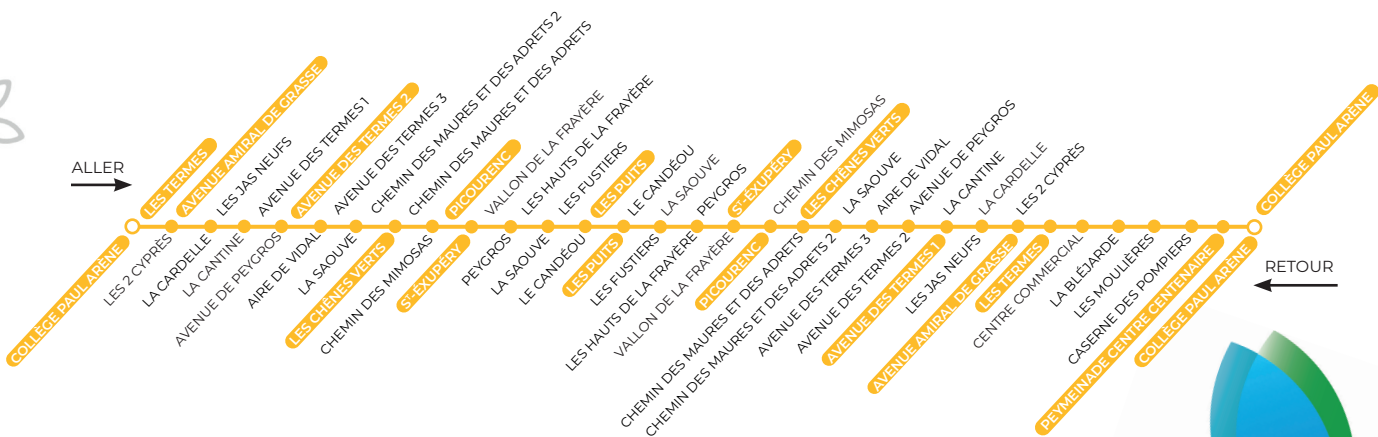 ALLER
LES TERMES
AVENUE AMIRAL DE GRASSE
LES JAS NEUFS
AVENUE DES TERMES 1
AVENUE DES TERMES 2
AVENUE DES TERMES 3
CHEMIN DES MAURES ET DES ADRETS 2
CHEMIN DES MAURES ET DES ADRETS
PICOURENC
VALLON DE LA FRAYÈRE
LES HAUTS DE LA FRAYÈRE
LES FUSTIERS
LES PUITS
LE CANDÉOU
LA SAOUVE
PEYGROS
ST-ÉXUPÉRY
CHEMIN DES MIMOSAS
LES CHÊNES VERTS
LA SAOUVE
AIRE DE VIDAL
AVENUE DE PEYGROS
LA CANTINE
LA CARDELLE
LES 2 CYPRÈS
COLLÈGE PAUL ARÈNE
COLLÈGE PAUL ARÈNE
LES 2 CYPRÈS
LA CARDELLE
LA CANTINE
AVENUE DE PEYGROS
AIRE DE VIDAL
LA SAOUVE
LES CHÊNES VERTS
CHEMIN DES MIMOSAS
ST-ÉXUPÉRY
PEYGROS
LA SAOUVE
LE CANDÉOU
LES PUITS
LES FUSTIERS
LES HAUTS DE LA FRAYÈRE
VALLON DE LA FRAYÈRE
PICOURENC
CHEMIN DES MAURES ET DES ADRETS
CHEMIN DES MAURES ET DES ADRETS 2
AVENUE DES TERMES 3
AVENUE DES TERMES 2
AVENUE DES TERMES 1
LES JAS NEUFS
AVENUE AMIRAL DE GRASSE
LES TERMES
CENTRE COMMERCIAL
LA BLÉJARDE
LES MOULIÈRES
CASERNE DES POMPIERS
PEYMEINADE CENTRE CENTENAIRE
COLLÈGE PAUL ARÈNE
RETOUR